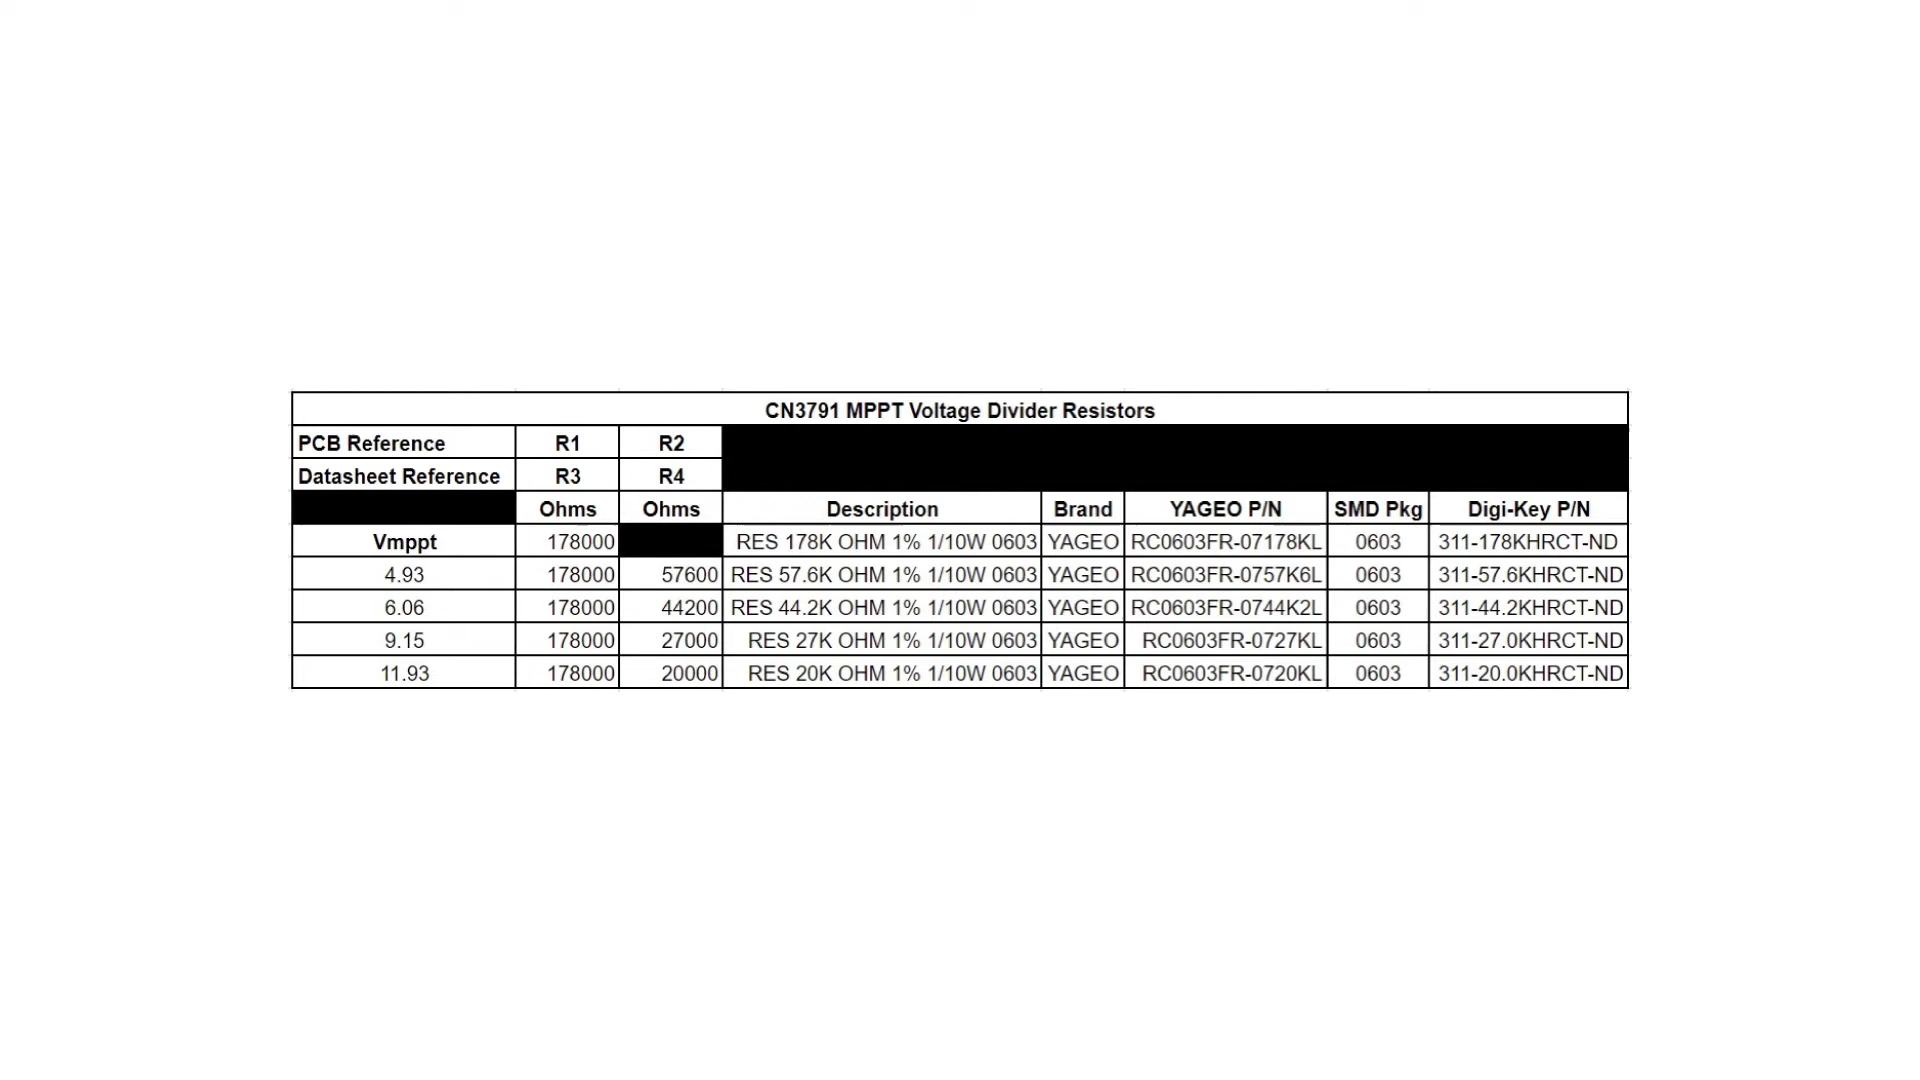 CN3791 MPPT Voltage Divider Resistors
PCB Reference R1 R2
Datasheet Reference R3 R4
Ohms Ohms Description Brand YAGEO P/N SMD Pkg Digi-Key P/N
Vmppt 178000 RES 178K OHM 1% 1/10W 0603 YAGEO RC0603FR-07178KL 0603 311-178KHRCT-ND
4.93 178000 57600 RES 57.6K OHM 1% 1/10W 0603 YAGEO RC0603FR-0757K6L 0603 311-57.6KHRCT-ND
6.06 178000 44200 RES 44.2K OHM 1% 1/10W 0603 YAGEO RC0603FR-0744K2L 0603 311-44.2KHRCT-ND
9.15 178000 27000 RES 27K OHM 1% 1/10W 0603 YAGEO RC0603FR-0727KL 0603 311-27.0KHRCT-ND
11.93 178000 20000 RES 20K OHM 1% 1/10W 0603 YAGEO RC0603FR-0720KL 0603 311-20.0KHRCT-ND